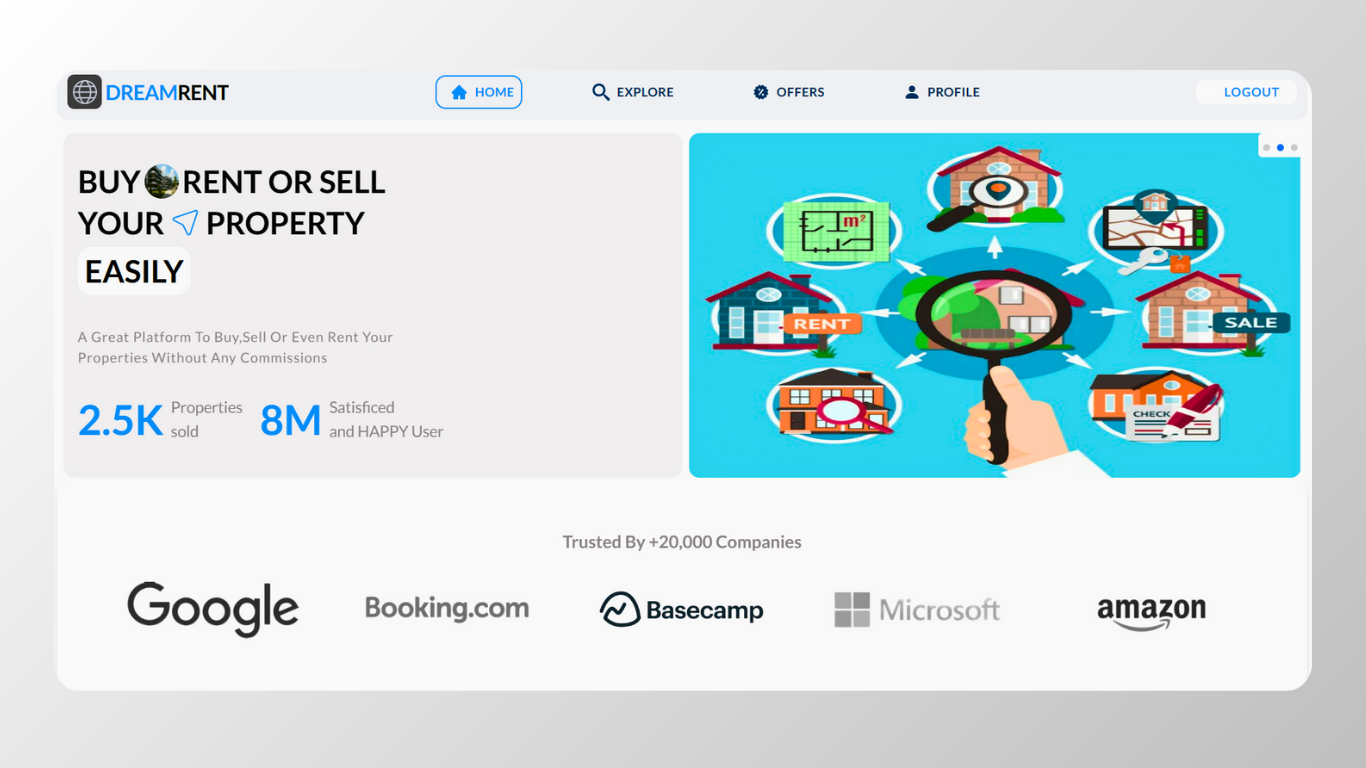 DREAMRENT
HOME
EXPLORE
OFFERS
PROFILE
LOGOUT
BUY RENT OR SELL
YOUR PROPERTY
EASILY
A Great Platform To Buy,Sell Or Even Rent Your
Properties Without Any Commissions
2.5K
Properties
sold
8M
Satisficed
and HAPPY User
m²
RENT
SALE
CHECK
Trusted By +20,000 Companies
Google
Booking.com
Basecamp
Microsoft
amazon